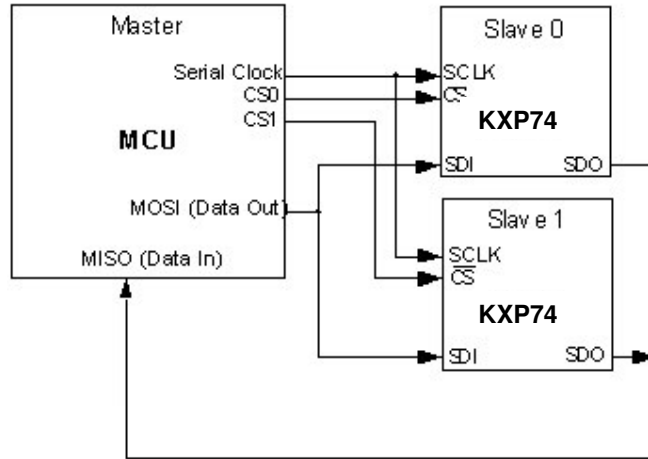 Master
Serial Clock
CS0
CS1
MCU
MOSI (Data Out)
MISO (Data In)
Slave 0
SCLK
CS
KXP74
SDI SDO
Slave 1
SCLK
CS
KXP74
SDI SDO